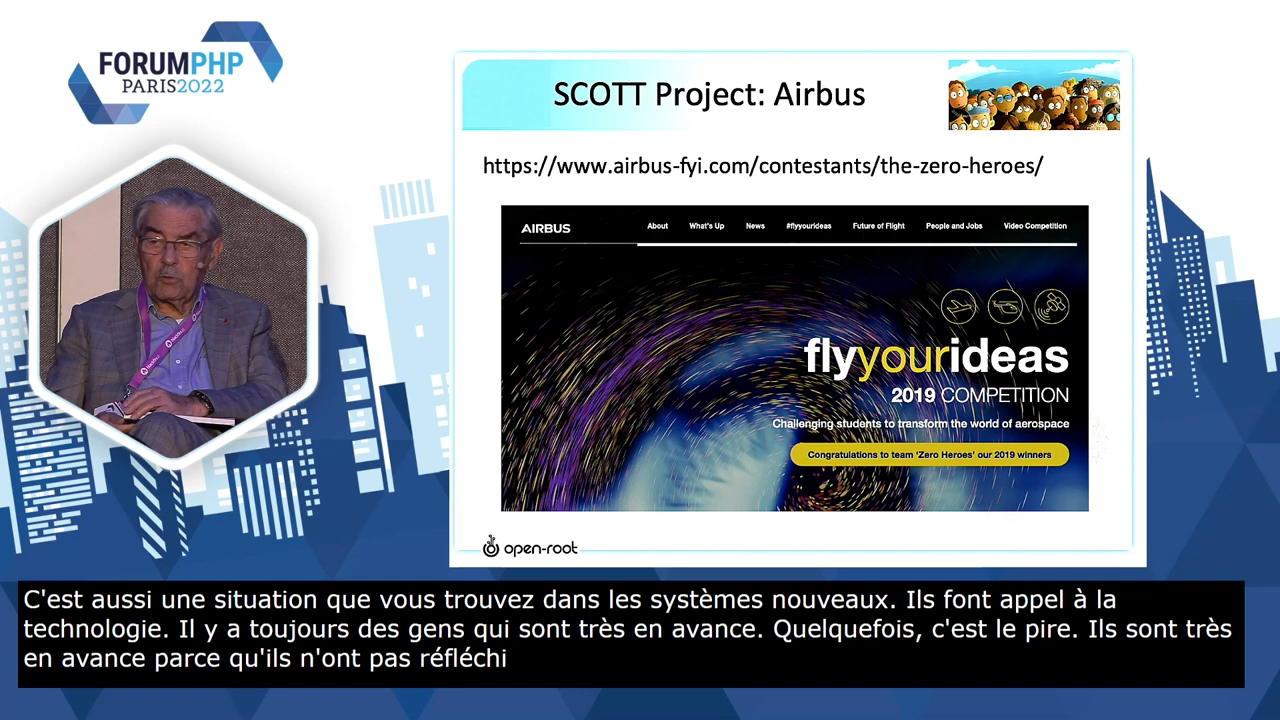 FORUMPHP
PARIS2022
SCOTT Project: Airbus
https://www.airbus-fyi.com/contestants/the-zero-heroes/
AIRBUS
About What's Up News #flyyourideas Future of Flight People and Jobs Video Competition
flyyourideas
2019 COMPETITION
Challenging students to transform the world of aerospace
Congratulations to team 'Zero Heroes' our 2019 winners
open-root
C'est aussi une situation que vous trouvez dans les systèmes nouveaux. Ils font appel à la
technologie. Il y a toujours des gens qui sont très en avance. Quelquefois, c'est le pire. Ils sont très
en avance parce qu'ils n'ont pas réfléchi